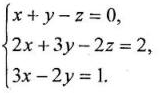 x + y − z = 0,
2x + 3y − 2z = 2,
3x − 2y = 1.